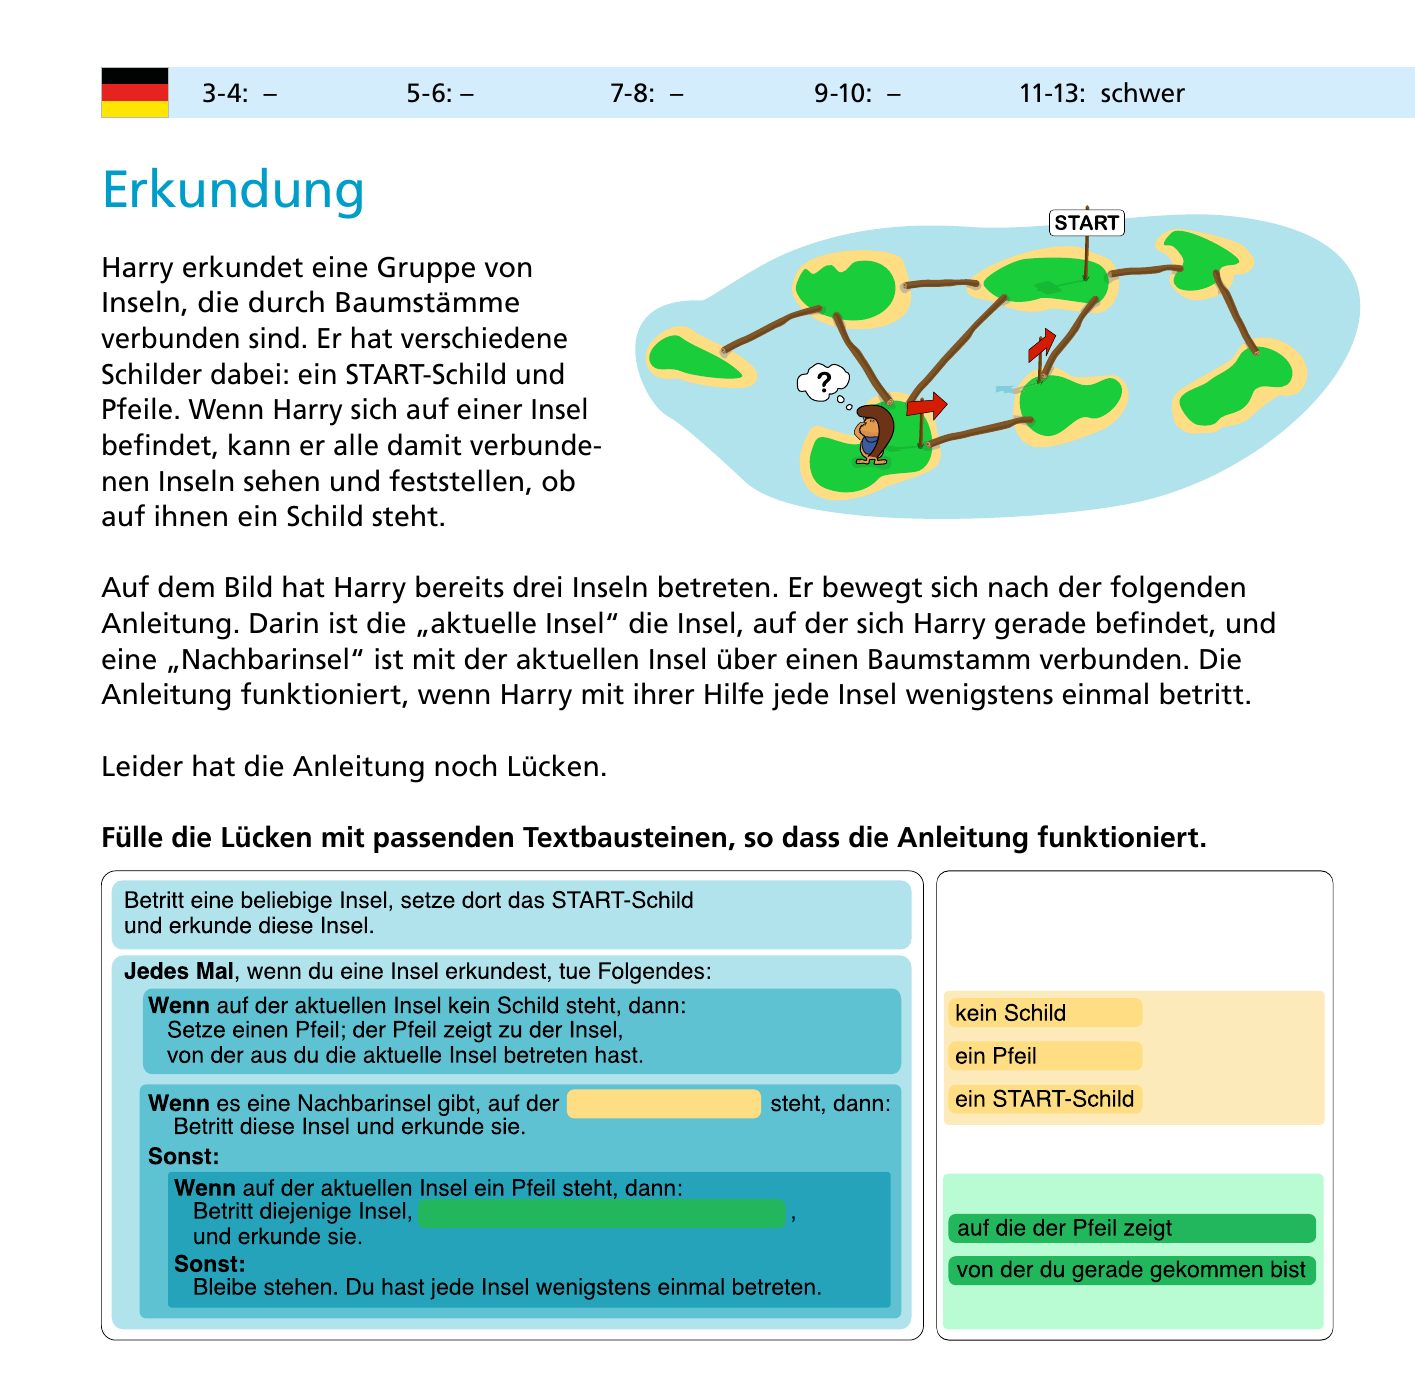 3-4: –   5-6: –   7-8: –   9-10: –   11-13: schwer
Erkundung
Harry erkundet eine Gruppe von
Inseln, die durch Baumstämme
verbunden sind. Er hat verschiedene
Schilder dabei: ein START-Schild und
Pfeile. Wenn Harry sich auf einer Insel
befindet, kann er alle damit verbunde-
nen Inseln sehen und feststellen, ob
auf ihnen ein Schild steht.
START
?
Auf dem Bild hat Harry bereits drei Inseln betreten. Er bewegt sich nach der folgenden
Anleitung. Darin ist die „aktuelle Insel“ die Insel, auf der sich Harry gerade befindet, und
eine „Nachbarinsel“ ist mit der aktuellen Insel über einen Baumstamm verbunden. Die
Anleitung funktioniert, wenn Harry mit ihrer Hilfe jede Insel wenigstens einmal betritt.
Leider hat die Anleitung noch Lücken.
Fülle die Lücken mit passenden Textbausteinen, so dass die Anleitung funktioniert.
Betritt eine beliebige Insel, setze dort das START-Schild
und erkunde diese Insel.
Jedes Mal, wenn du eine Insel erkundest, tue Folgendes:
Wenn auf der aktuellen Insel kein Schild steht, dann:
Setze einen Pfeil; der Pfeil zeigt zu der Insel,
von der aus du die aktuelle Insel betreten hast.
Wenn es eine Nachbarinsel gibt, auf der steht, dann:
Betritt diese Insel und erkunde sie.
Sonst:
Wenn auf der aktuellen Insel ein Pfeil steht, dann:
Betritt diejenige Insel, ,
und erkunde sie.
Sonst:
Bleibe stehen. Du hast jede Insel wenigstens einmal betreten.
kein Schild
ein Pfeil
ein START-Schild
auf die der Pfeil zeigt
von der du gerade gekommen bist